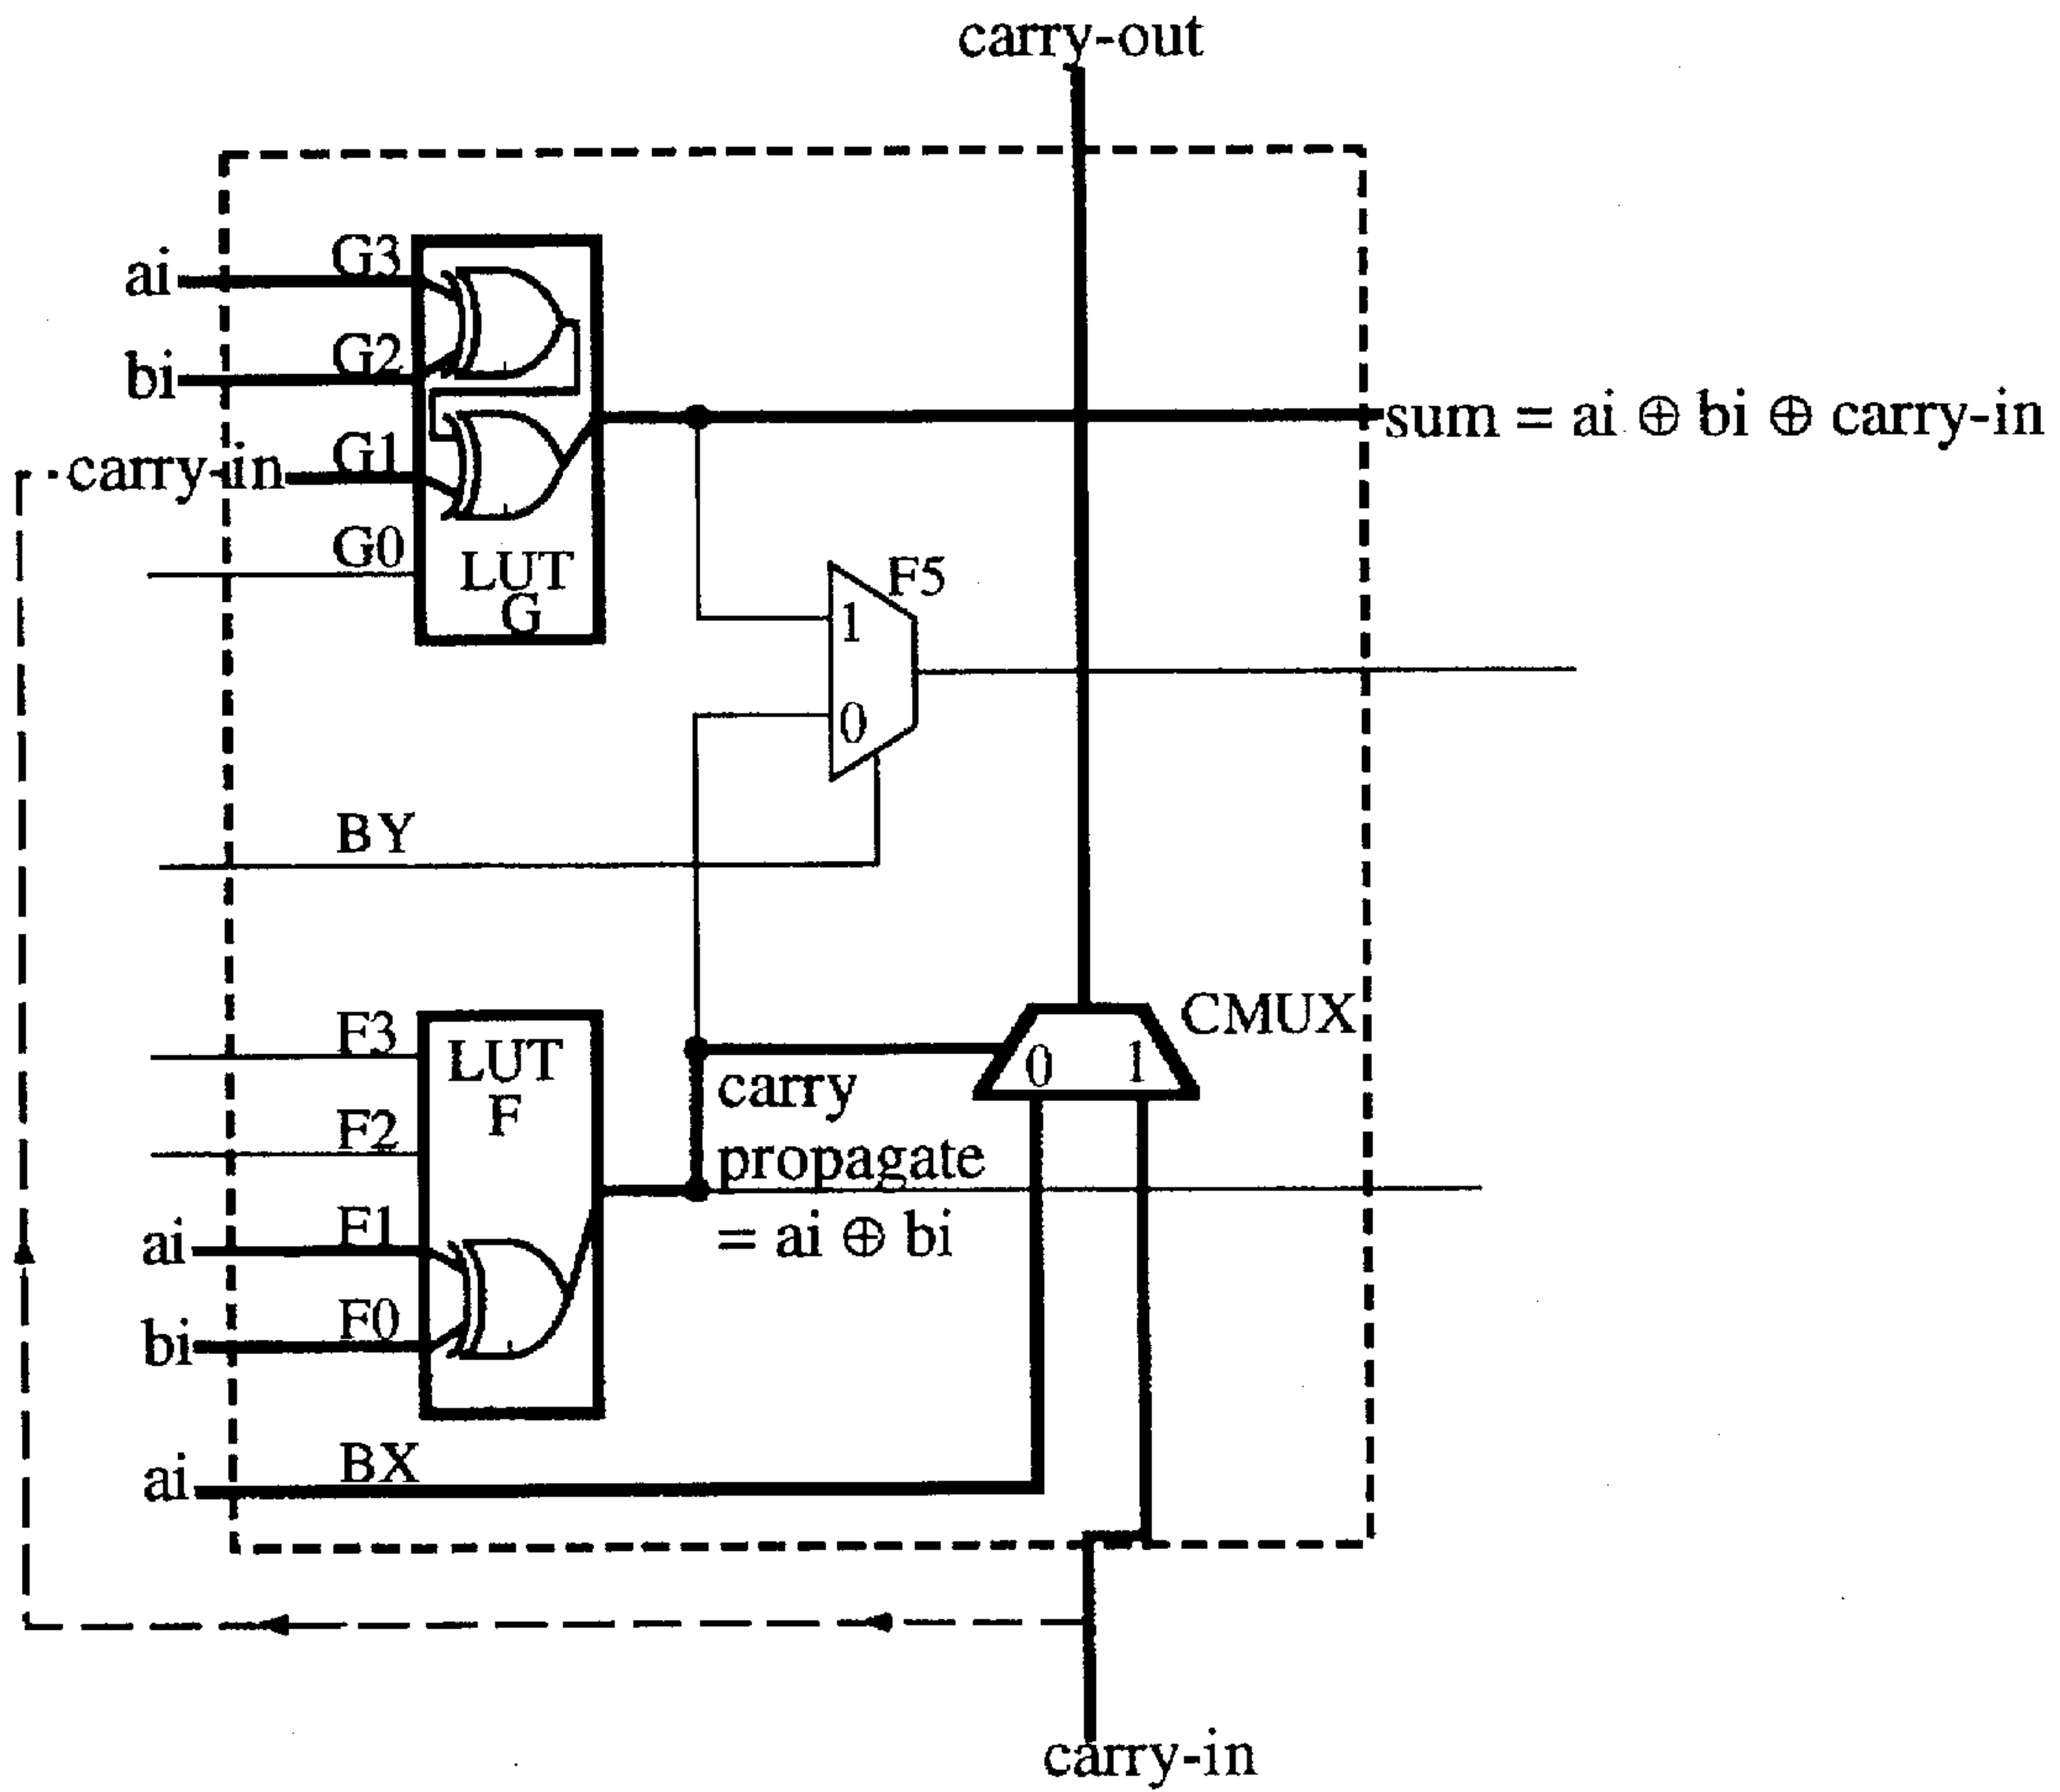 carry-out
ai
G3
bi
G2
carry-in
G1
G0
LUT
G
sum = ai ⊕ bi ⊕ carry-in
F5
1
0
BY
F3
LUT
F
F2
ai
F1
bi
F0
carry
propagate
= ai ⊕ bi
CMUX
0
1
ai
BX
carry-in